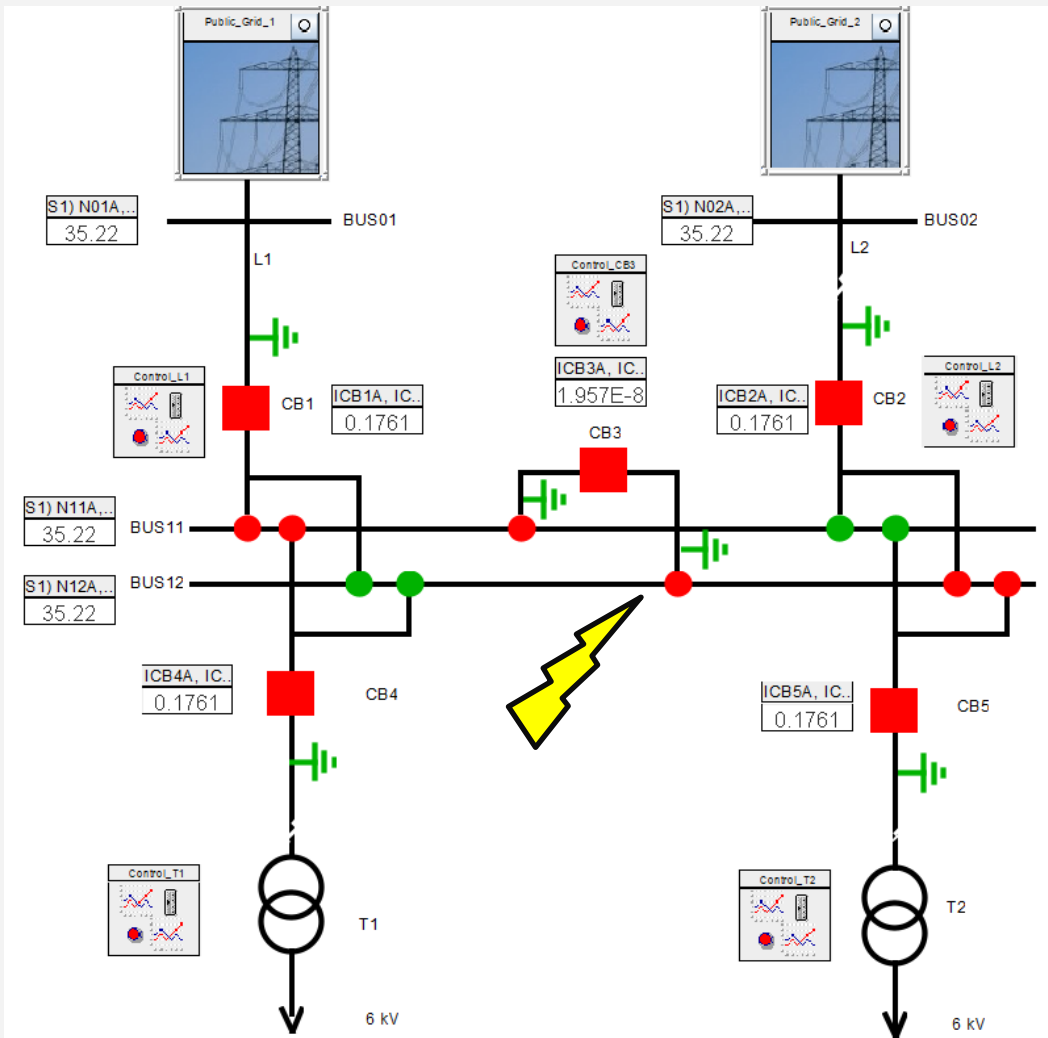 Public_Grid_1
Public_Grid_2
S1) N01A,..
35.22
BUS01
S1) N02A,..
35.22
BUS02
L1
L2
Control_CB3
ICB3A, IC..
1.957E-8
Control_L1
CB1
ICB1A, IC..
0.1761
ICB2A, IC..
0.1761
CB2
Control_L2
CB3
S1) N11A,..
35.22
BUS11
S1) N12A,..
35.22
BUS12
ICB4A, IC..
0.1761
CB4
ICB5A, IC..
0.1761
CB5
Control_T1
T1
Control_T2
T2
6 kV
6 kV